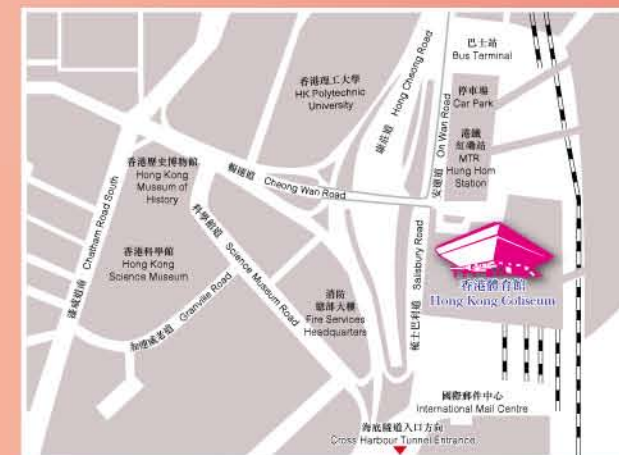 巴士站
Bus Terminal
香港理工大學
HK Polytechnic
University
康莊道 Hong Chong Road
停車場
Car Park
港鐵
紅磡站
MTR
Hung Hom
Station
安運道 On Wan Road
香港歷史博物館
Hong Kong
Museum of
History
暢運道 Cheong Wan Road
漆咸道南 Chatham Road South
科學館道 Science Museum Road
香港科學館
Hong Kong
Science Museum
加連威老道 Granville Road
消防
總部大樓
Fire Services
Headquarters
梳士巴利道 Salisbury Road
香港體育館
Hong Kong Coliseum
國際郵件中心
International Mail Centre
海底隧道入口方向
Cross Harbour Tunnel Entrance